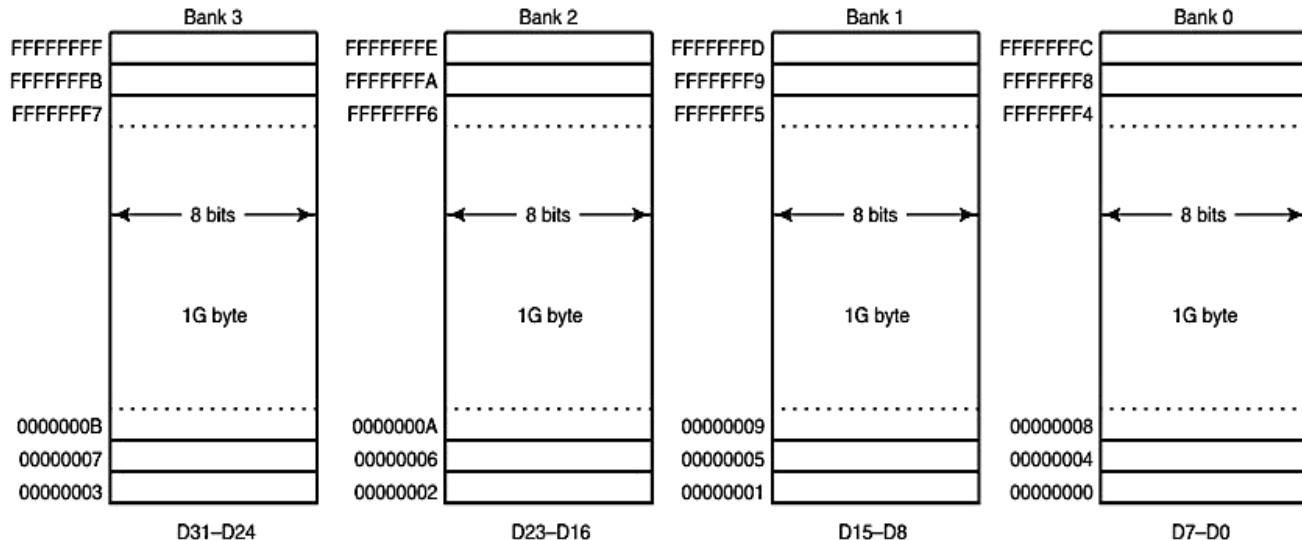 Bank 3 Bank 2 Bank 1 Bank 0
FFFFFFFF FFFFFFFE FFFFFFFD FFFFFFFC
FFFFFFFB FFFFFFFA FFFFFFF9 FFFFFFF8
FFFFFFF7 FFFFFFF6 FFFFFFF5 FFFFFFF4
8 bits 8 bits 8 bits 8 bits
1G byte 1G byte 1G byte 1G byte
0000000B 0000000A 00000009 00000008
00000007 00000006 00000005 00000004
00000003 00000002 00000001 00000000
D31–D24 D23–D16 D15–D8 D7–D0